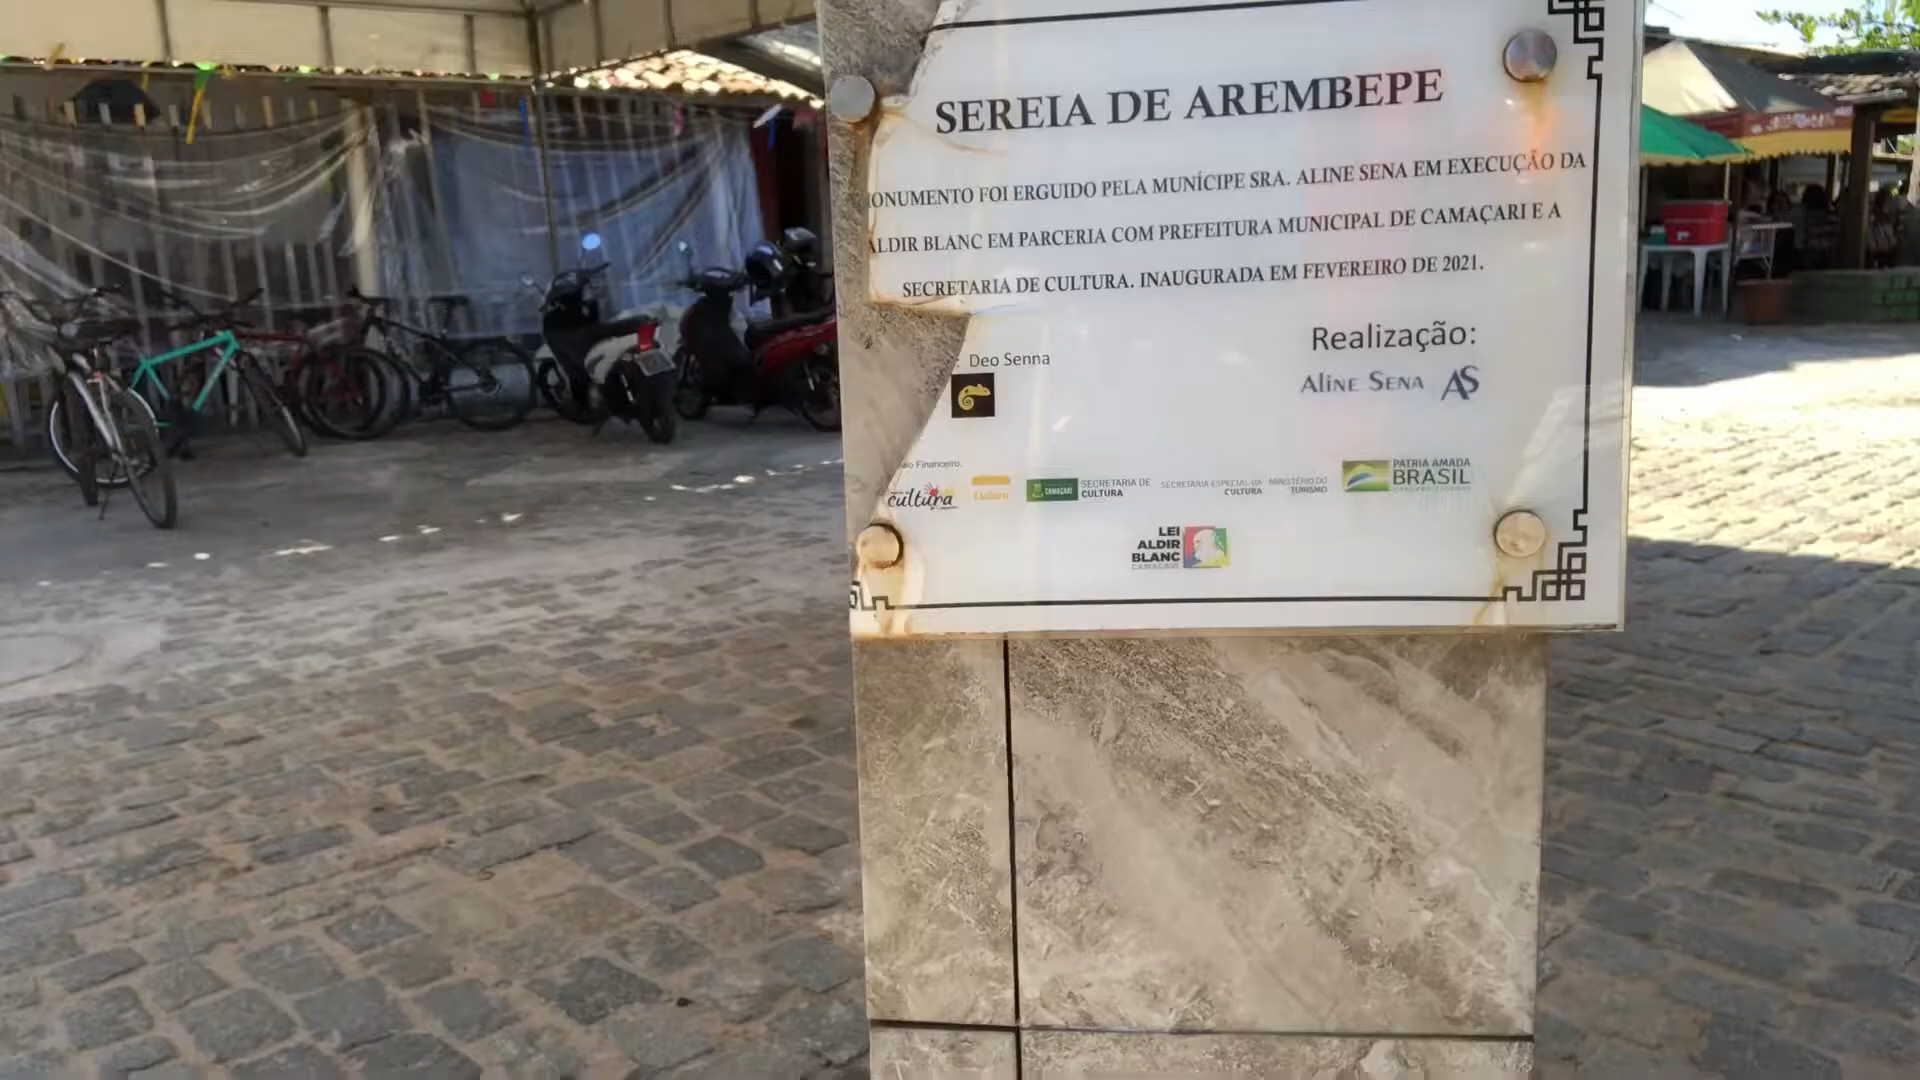 SEREIA DE AREMBEPE
ONUMENTO FOI ERGUIDO PELA MUNÍCIPE SRA. ALINE SENA EM EXECUÇÃO DA
ALDIR BLANC EM PARCERIA COM PREFEITURA MUNICIPAL DE CAMAÇARI E A
SECRETARIA DE CULTURA. INAUGURADA EM FEVEREIRO DE 2021.
: Deo Senna
Realização:
ALINE SENA AS
Financeiro.
cultura
CAMAÇARI
SECRETARIA DE
CULTURA
SECRETARIA ESPECIAL DA
CULTURA
MINISTÉRIO DO
TURISMO
PÁTRIA AMADA
BRASIL
LEI
ALDIR
BLANC
CAMAÇARI